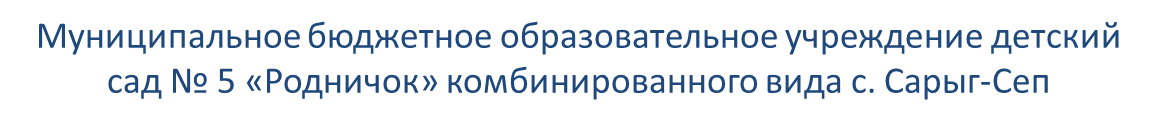 Муниципальное бюджетное образовательное учреждение детский
сад № 5 «Родничок» комбинированного вида с. Сарыг-Сеп